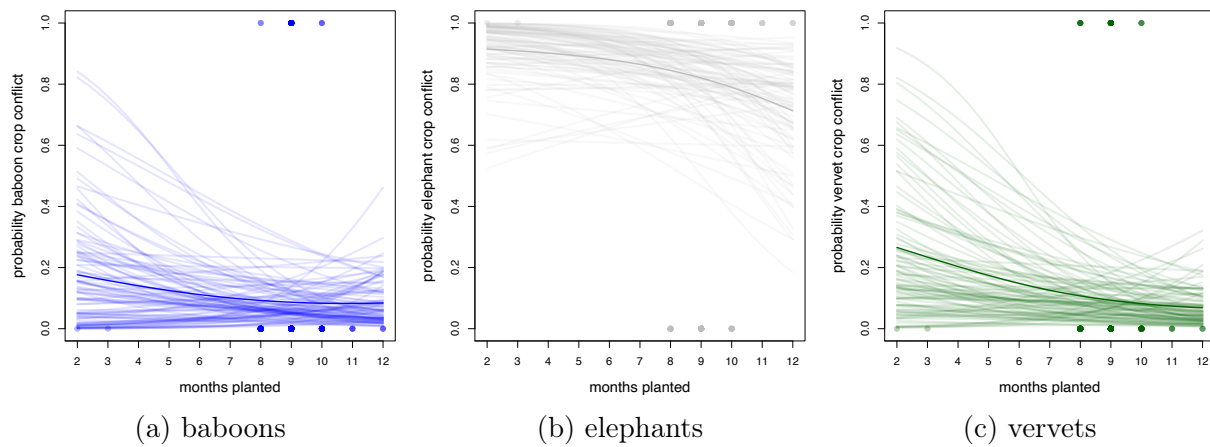 probability baboon crop conflict
0.0 0.2 0.4 0.6 0.8 1.0
2 3 4 5 6 7 8 9 10 11 12
months planted
(a) baboons
probability elephant crop conflict
0.0 0.2 0.4 0.6 0.8 1.0
2 3 4 5 6 7 8 9 10 11 12
months planted
(b) elephants
probability vervet crop conflict
0.0 0.2 0.4 0.6 0.8 1.0
2 3 4 5 6 7 8 9 10 11 12
months planted
(c) vervets